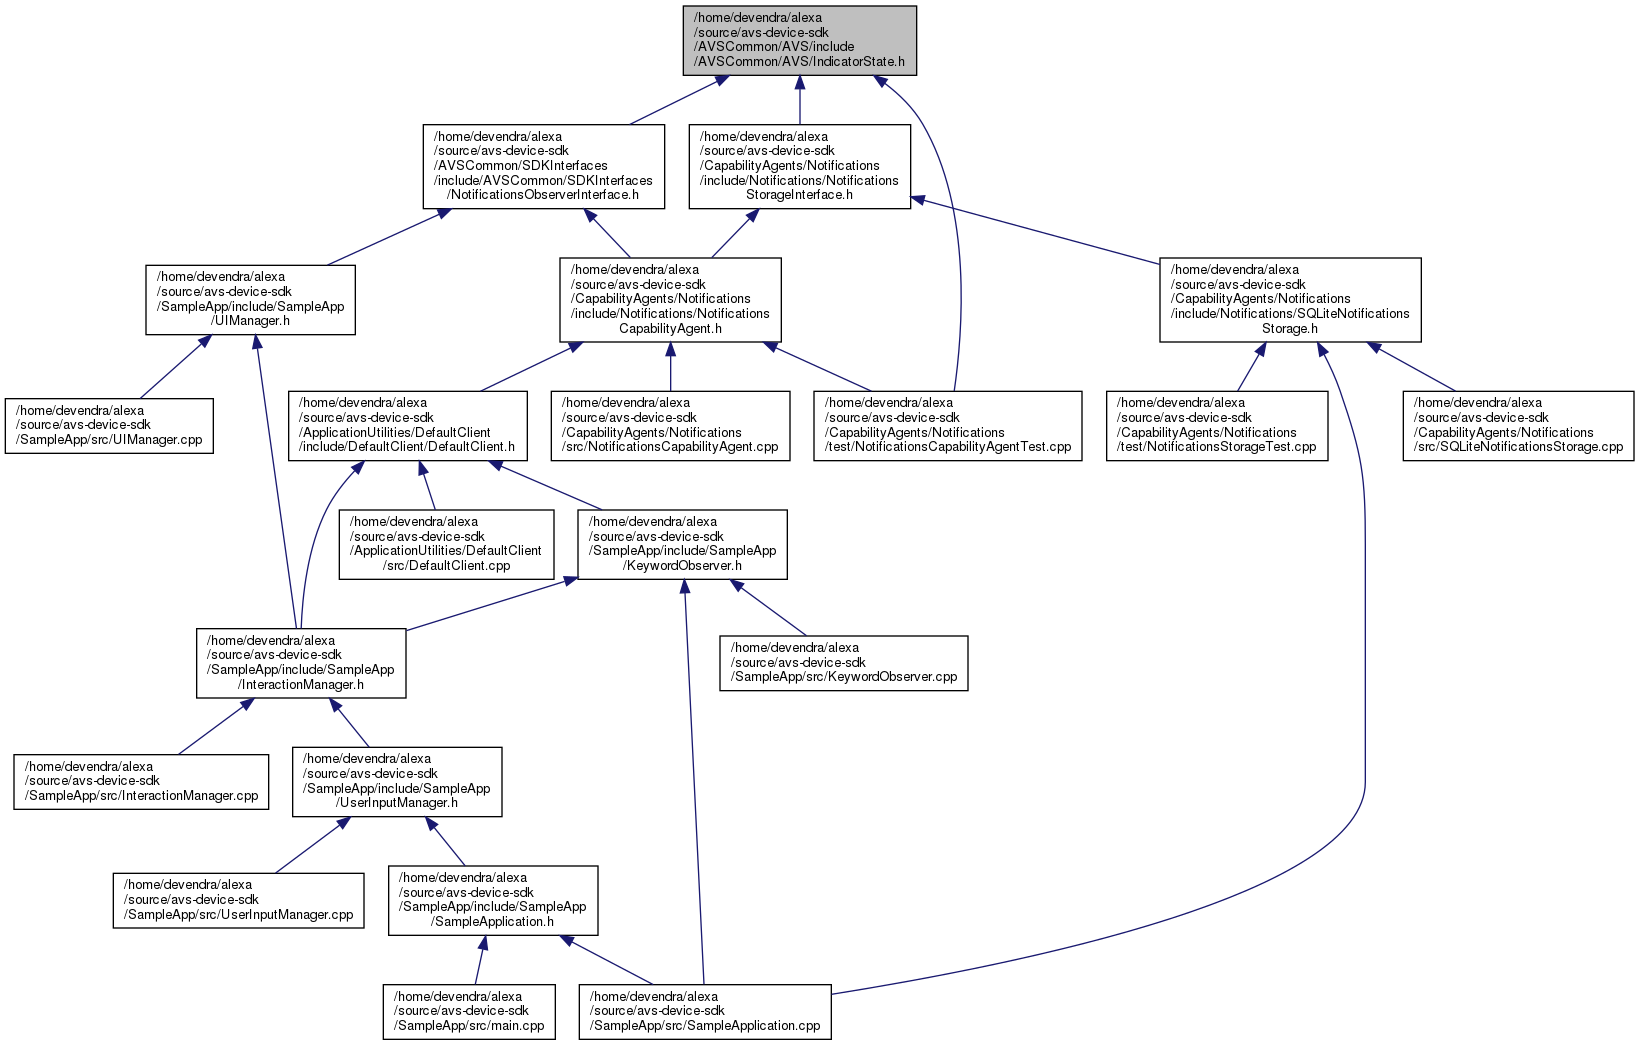 /home/devendra/alexa
/source/avs-device-sdk
/AVSCommon/AVS/include
/AVSCommon/AVS/IndicatorState.h
/home/devendra/alexa
/source/avs-device-sdk
/AVSCommon/SDKInterfaces
/include/AVSCommon/SDKInterfaces
/NotificationsObserverInterface.h
/home/devendra/alexa
/source/avs-device-sdk
/CapabilityAgents/Notifications
/include/Notifications/Notifications
StorageInterface.h
/home/devendra/alexa
/source/avs-device-sdk
/SampleApp/include/SampleApp
/UIManager.h
/home/devendra/alexa
/source/avs-device-sdk
/CapabilityAgents/Notifications
/include/Notifications/Notifications
CapabilityAgent.h
/home/devendra/alexa
/source/avs-device-sdk
/CapabilityAgents/Notifications
/include/Notifications/SQLiteNotifications
Storage.h
/home/devendra/alexa
/source/avs-device-sdk
/SampleApp/src/UIManager.cpp
/home/devendra/alexa
/source/avs-device-sdk
/ApplicationUtilities/DefaultClient
/include/DefaultClient/DefaultClient.h
/home/devendra/alexa
/source/avs-device-sdk
/CapabilityAgents/Notifications
/src/NotificationsCapabilityAgent.cpp
/home/devendra/alexa
/source/avs-device-sdk
/CapabilityAgents/Notifications
/test/NotificationsCapabilityAgentTest.cpp
/home/devendra/alexa
/source/avs-device-sdk
/CapabilityAgents/Notifications
/test/NotificationsStorageTest.cpp
/home/devendra/alexa
/source/avs-device-sdk
/CapabilityAgents/Notifications
/src/SQLiteNotificationsStorage.cpp
/home/devendra/alexa
/source/avs-device-sdk
/ApplicationUtilities/DefaultClient
/src/DefaultClient.cpp
/home/devendra/alexa
/source/avs-device-sdk
/SampleApp/include/SampleApp
/KeywordObserver.h
/home/devendra/alexa
/source/avs-device-sdk
/SampleApp/include/SampleApp
/InteractionManager.h
/home/devendra/alexa
/source/avs-device-sdk
/SampleApp/src/KeywordObserver.cpp
/home/devendra/alexa
/source/avs-device-sdk
/SampleApp/src/InteractionManager.cpp
/home/devendra/alexa
/source/avs-device-sdk
/SampleApp/include/SampleApp
/UserInputManager.h
/home/devendra/alexa
/source/avs-device-sdk
/SampleApp/src/UserInputManager.cpp
/home/devendra/alexa
/source/avs-device-sdk
/SampleApp/include/SampleApp
/SampleApplication.h
/home/devendra/alexa
/source/avs-device-sdk
/SampleApp/src/main.cpp
/home/devendra/alexa
/source/avs-device-sdk
/SampleApp/src/SampleApplication.cpp